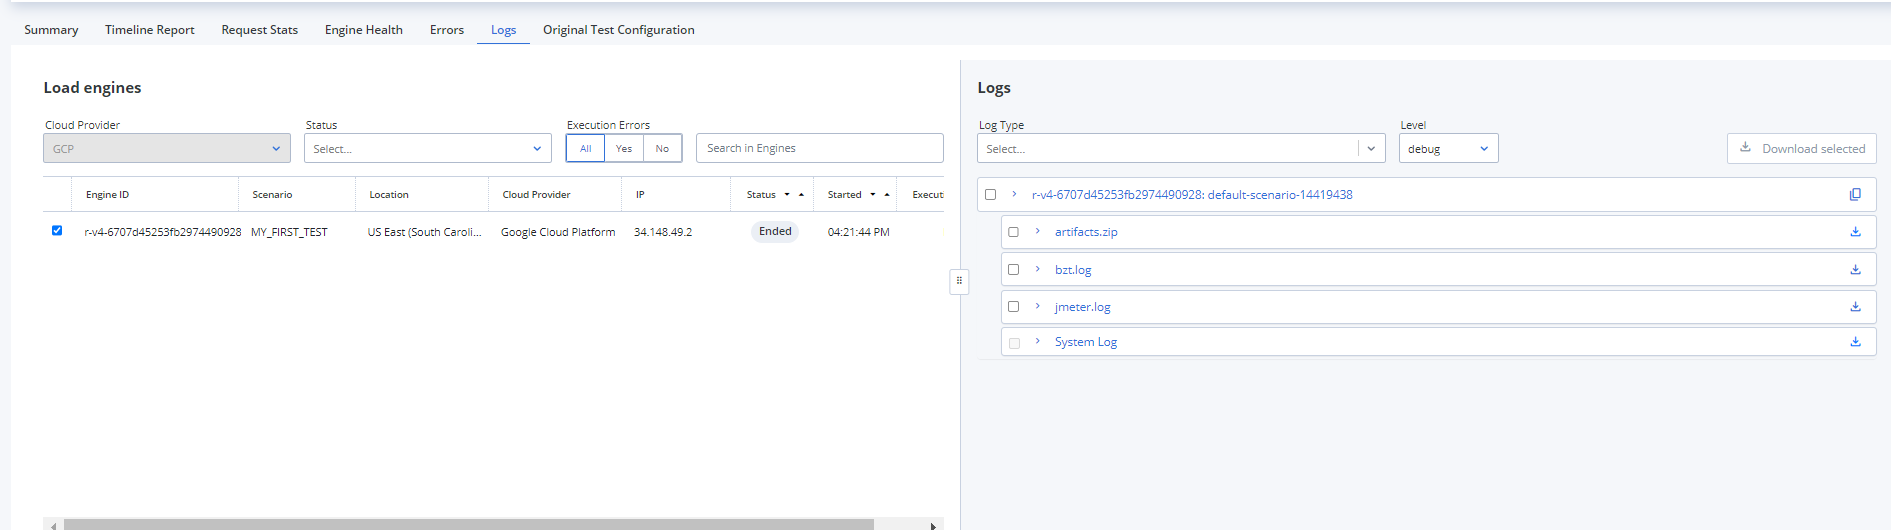 Summary Timeline Report Request Stats Engine Health Errors Logs Original Test Configuration
Load engines
Cloud Provider Status Execution Errors
GCP Select... All Yes No Search in Engines
Engine ID Scenario Location Cloud Provider IP Status Started Executi
r-v4-6707d45253fb2974490928 MY_FIRST_TEST US East (South Caroli... Google Cloud Platform 34.148.49.2 Ended 04:21:44 PM
Logs
Log Type Level
Select... debug Download selected
r-v4-6707d45253fb2974490928: default-scenario-14419438
artifacts.zip
bzt.log
jmeter.log
System Log